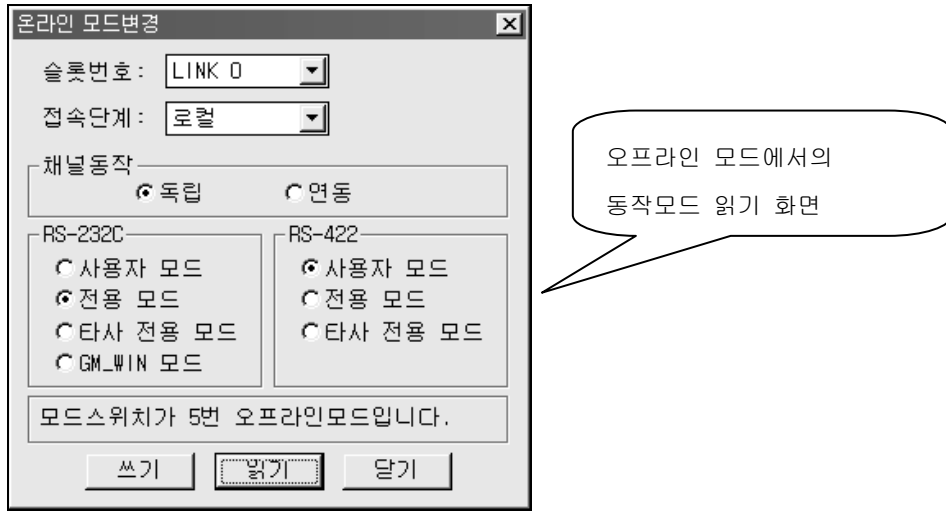 온라인 모드변경
슬롯번호: LINK 0
접속단계: 로컬
채널동작
독립 연동
RS-232C
사용자 모드
전용 모드
타사 전용 모드
GM_WIN 모드
RS-422
사용자 모드
전용 모드
타사 전용 모드
모드스위치가 5번 오프라인모드입니다.
쓰기 읽기 닫기
오프라인 모드에서의
동작모드 읽기 화면